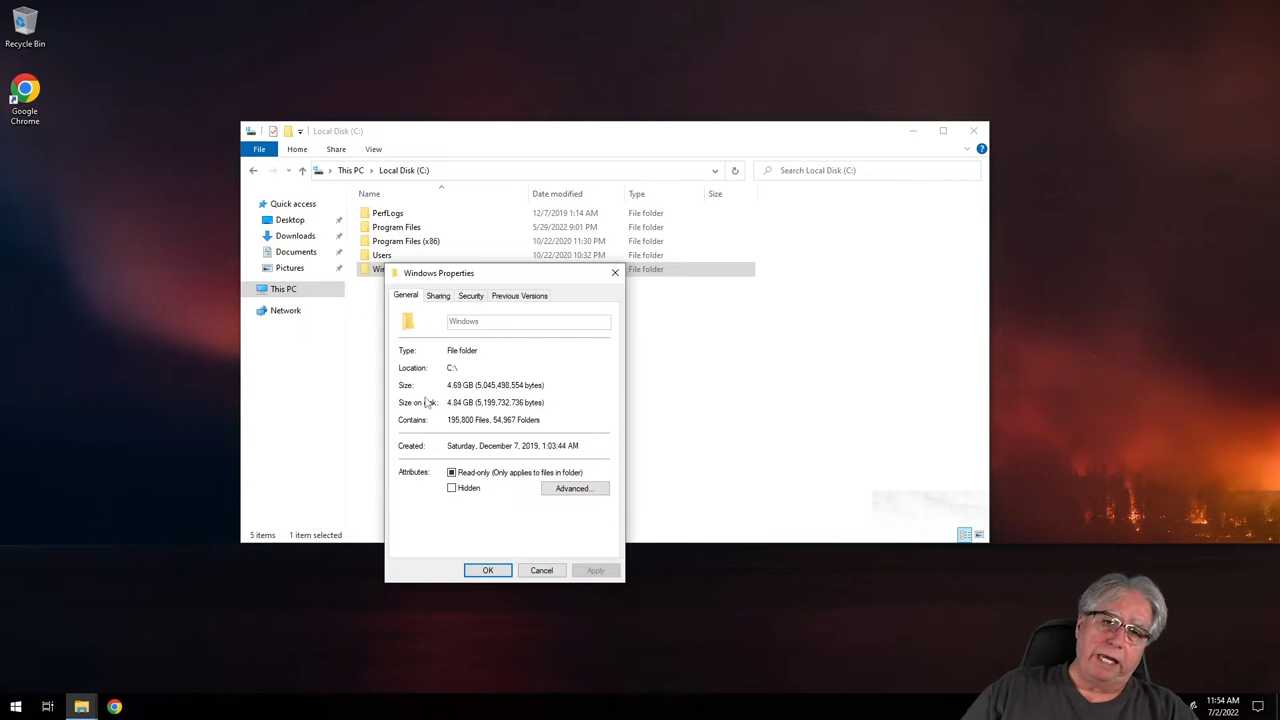 Recycle Bin
Google
Chrome
Local Disk (C:)
File
Home
Share
View
This PC
Local Disk (C:)
Search Local Disk (C:)
Name
Date modified
Type
Size
Quick access
Desktop
Downloads
Documents
Pictures
This PC
Network
PerfLogs
12/7/2019 1:14 AM
File folder
Program Files
5/29/2022 9:01 PM
File folder
Program Files (x86)
10/22/2020 11:30 PM
File folder
Users
10/22/2020 10:32 PM
File folder
File folder
Windows Properties
General
Sharing
Security
Previous Versions
Windows
Type:
File folder
Location:
C:\
Size:
4.69 GB (5,045,498,554 bytes)
Size on
4.84 GB (5,199,732,736 bytes)
Contains:
195,800 Files, 54,967 Folders
Created:
Saturday, December 7, 2019, 1:03:44 AM
Attributes:
Read-only (Only applies to files in folder)
Hidden
Advanced...
OK
Cancel
Apply
5 items
1 item selected
11:54 AM
7/2/2022